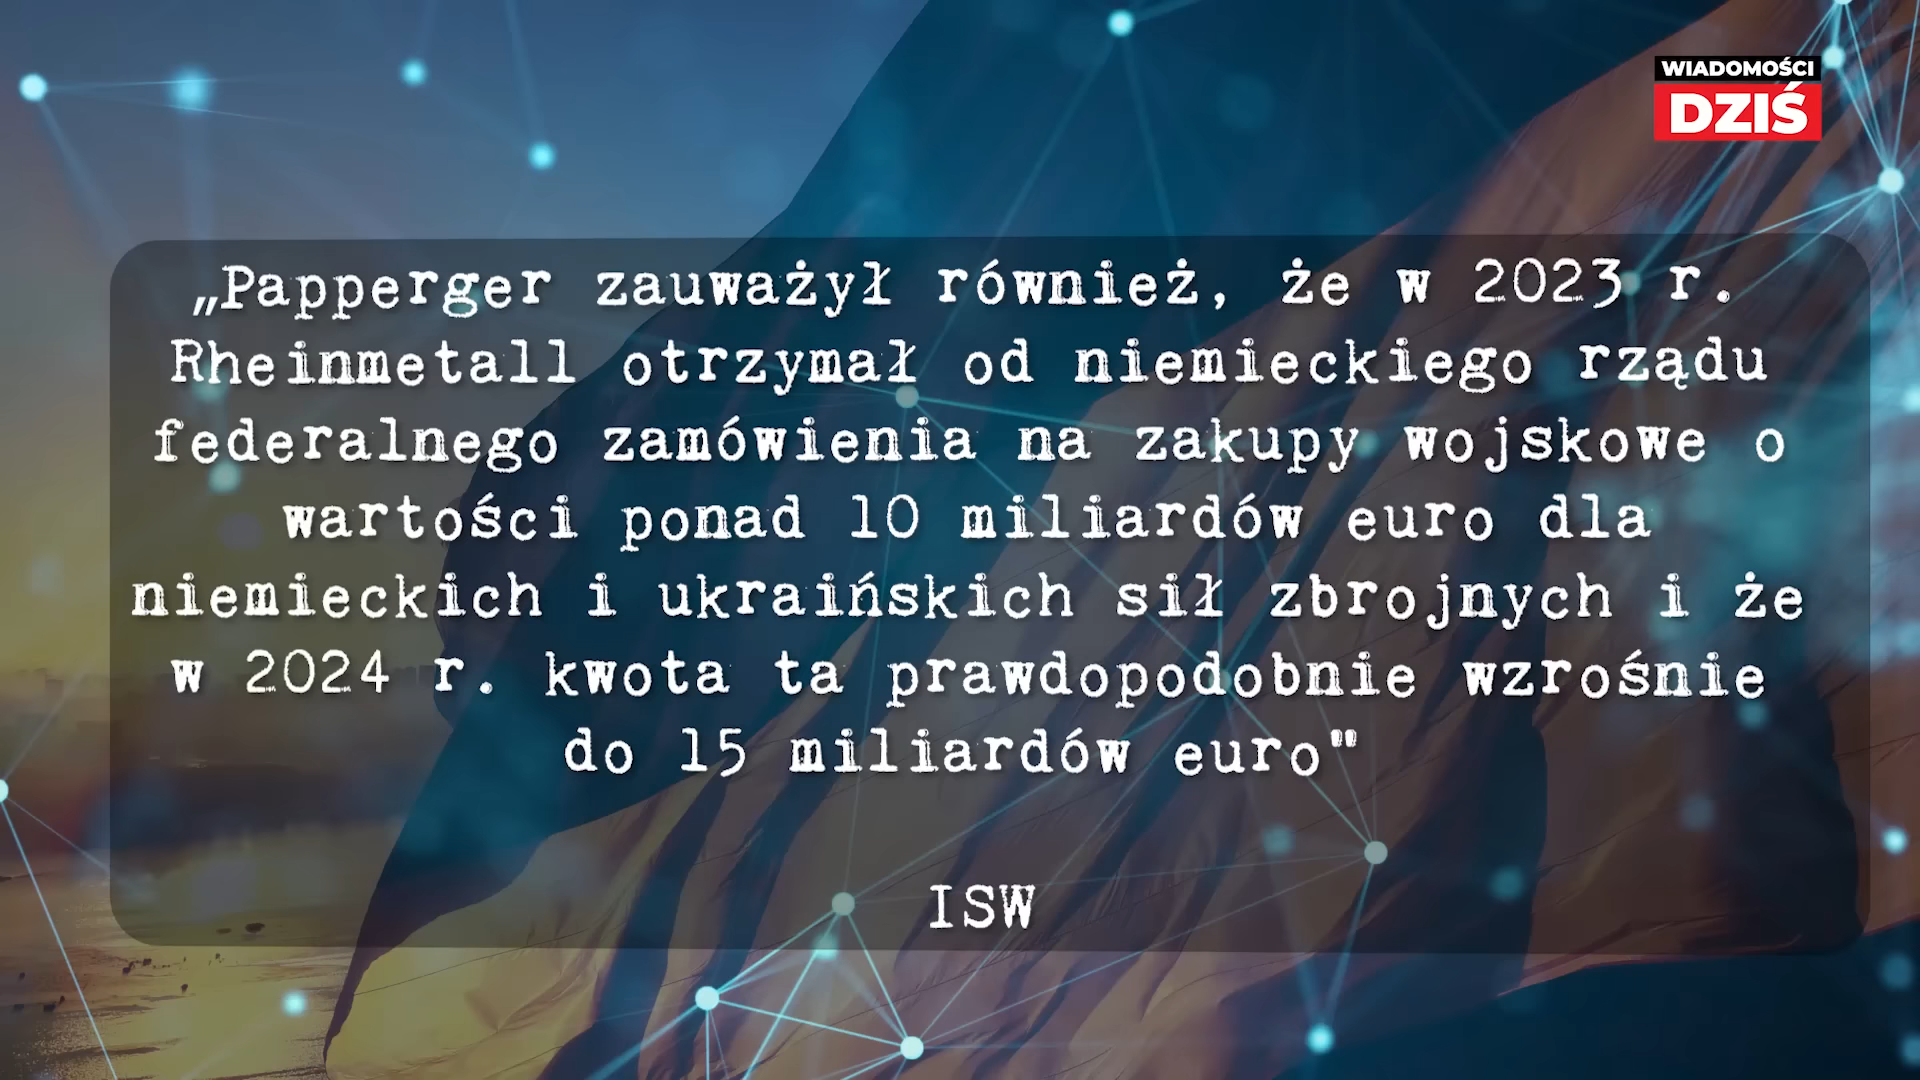 WIADOMOŚCI
DZIŚ
„Papperger zauważył również, że w 2023 r.
Rheinmetall otrzymał od niemieckiego rządu
federalnego zamówienia na zakupy wojskowe o
wartości ponad 10 miliardów euro dla
niemieckich i ukraińskich sił zbrojnych i że
w 2024 r. kwota ta prawdopodobnie wzrośnie
do 15 miliardów euro"
ISW